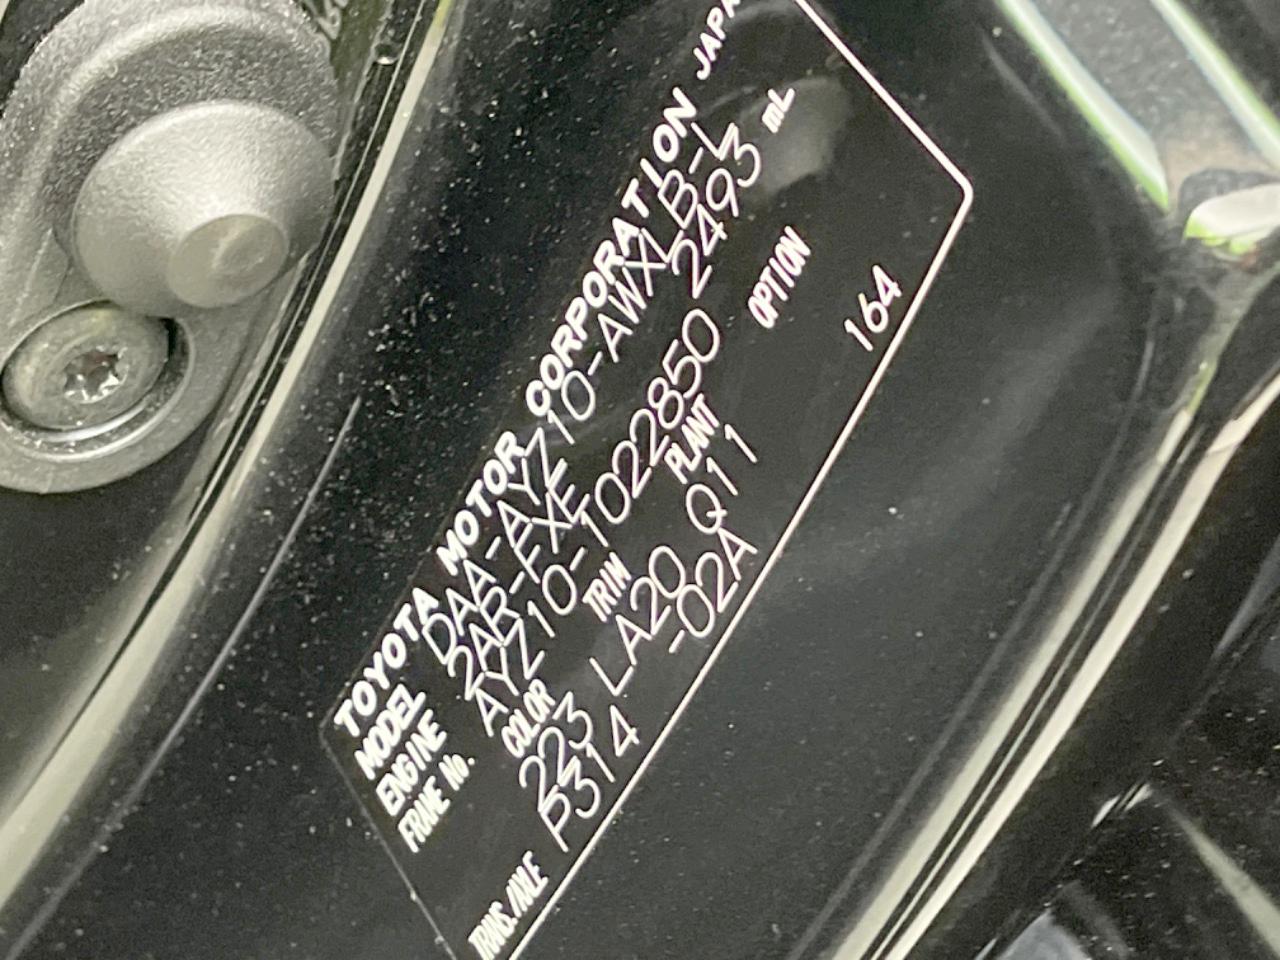 TOYOTA MOTOR CORPORATION JAPA
MODEL DAA-AYZ10-AWXLB-L
ENGINE 2AR-FXE 2493 mL
FRAME No. AYZ10-1022850
COLOR TRIM PLANT OPTION
223 LA20 Q11 164
TRANS./AXLE P314 -02A